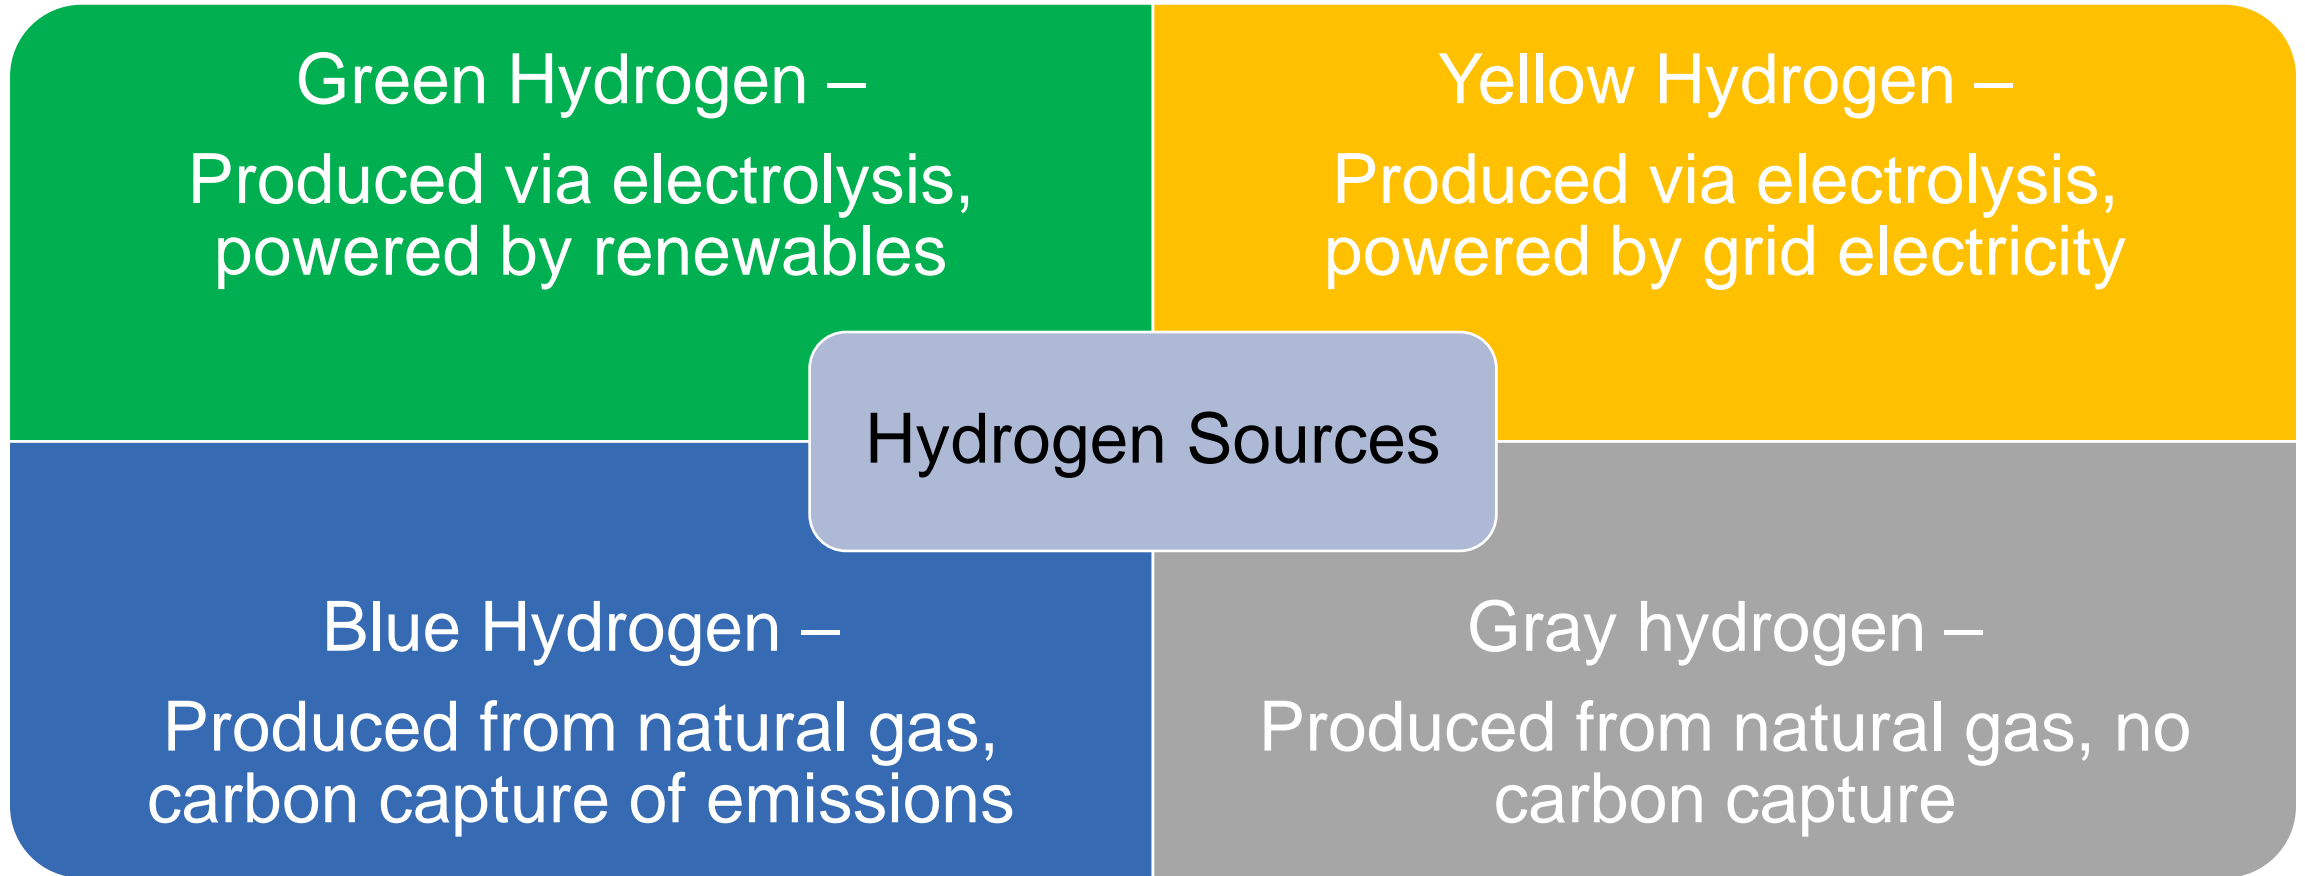 Green Hydrogen –
Produced via electrolysis,
powered by renewables
Yellow Hydrogen –
Produced via electrolysis,
powered by grid electricity
Hydrogen Sources
Blue Hydrogen –
Produced from natural gas,
carbon capture of emissions
Gray hydrogen –
Produced from natural gas, no
carbon capture